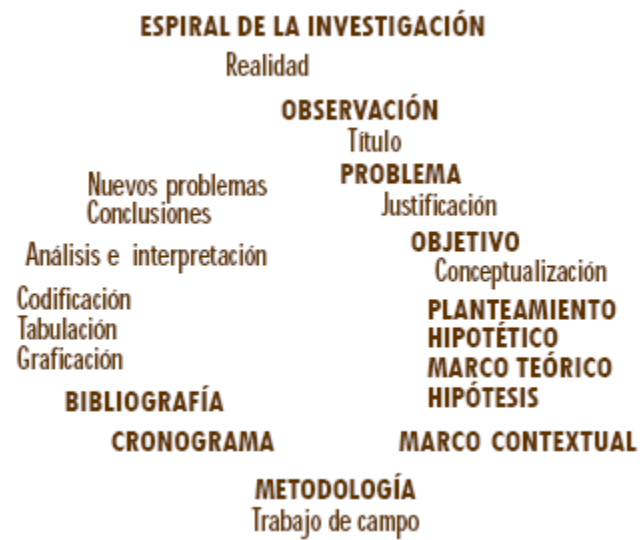 ESPIRAL DE LA INVESTIGACIÓN
Realidad
OBSERVACIÓN
Título
PROBLEMA
Justificación
OBJETIVO
Conceptualización
PLANTEAMIENTO
HIPOTÉTICO
MARCO TEÓRICO
HIPÓTESIS
MARCO CONTEXTUAL
METODOLOGÍA
Trabajo de campo
CRONOGRAMA
BIBLIOGRAFÍA
Codificación
Tabulación
Graficación
Análisis e interpretación
Nuevos problemas
Conclusiones